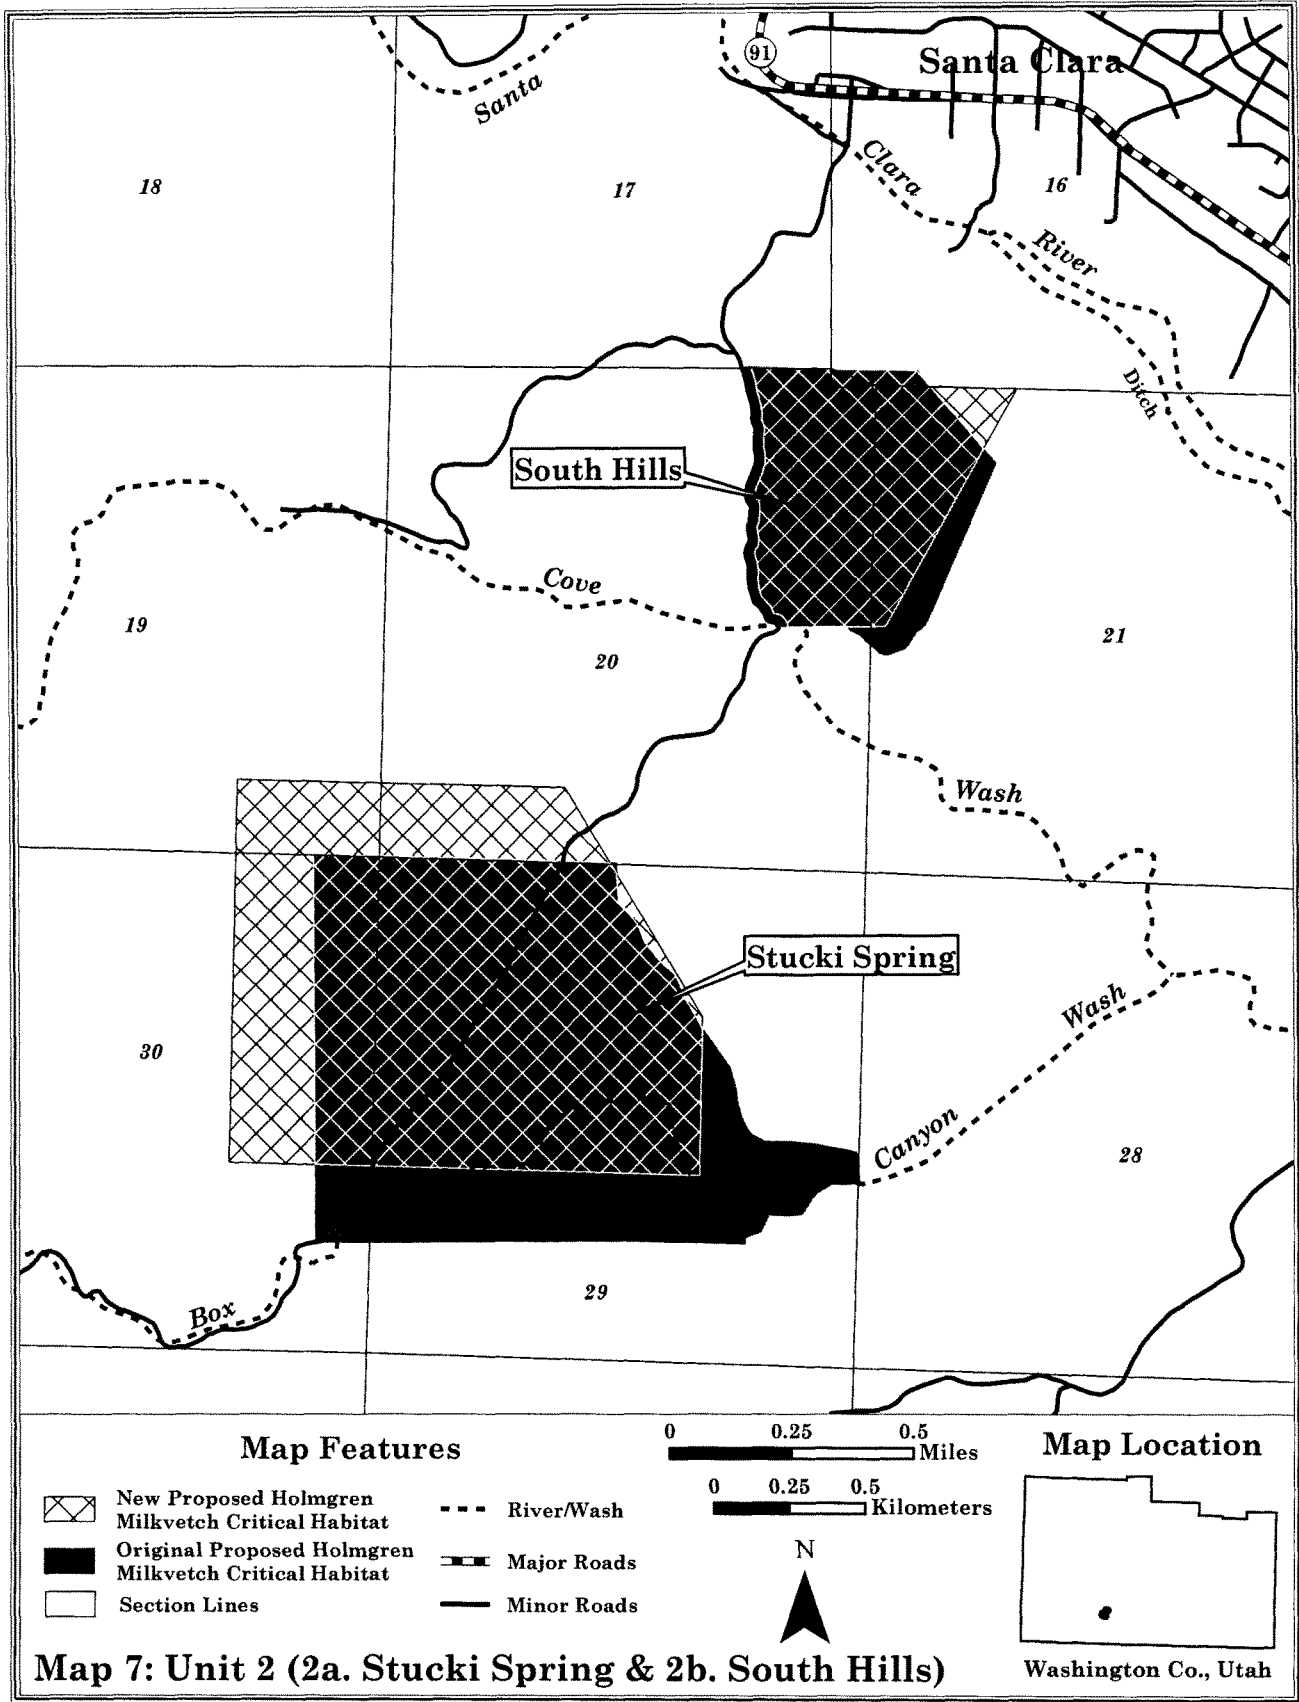 91
Santa Clara
Santa
Clara
18
17
16
River
Ditch
South Hills
Cove
19
20
21
Wash
Stucki Spring
Wash
30
Canyon
28
29
Box
Map Features
New Proposed Holmgren
Milkvetch Critical Habitat
Original Proposed Holmgren
Milkvetch Critical Habitat
Section Lines
River/Wash
Major Roads
Minor Roads
0 0.25 0.5
Miles
0 0.25 0.5
Kilometers
N
Map Location
Washington Co., Utah
Map 7: Unit 2 (2a. Stucki Spring & 2b. South Hills)